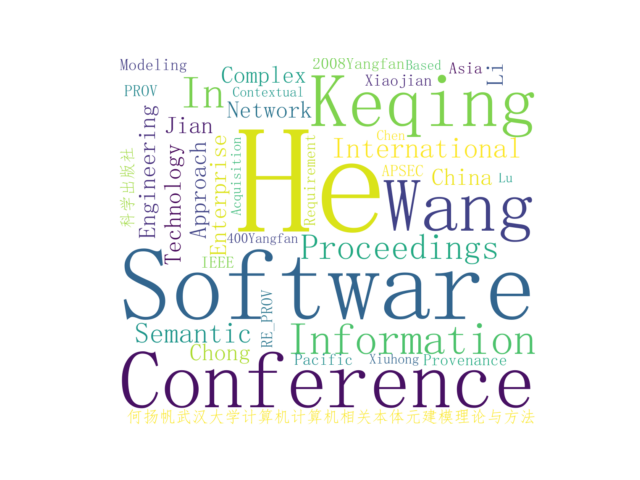 Modeling
2008Yangfan
Based
Asia
Li
PROV
Complex
Xiaojian
In
Contextual
Keqing
Network
科学出版社
Engineering
Jian
Technology
Approach
Enterprise
Acquisition
He
Requirement
Chen
International
APSEC
China
Lu
Wang
400Yangfan
Proceedings
IEEE
Software
RE_PROV
Semantic
Information
Chong
Pacific
Xiuhong
Provenance
Conference
何扬帆武汉大学计算机计算机相关本体元建模理论与方法